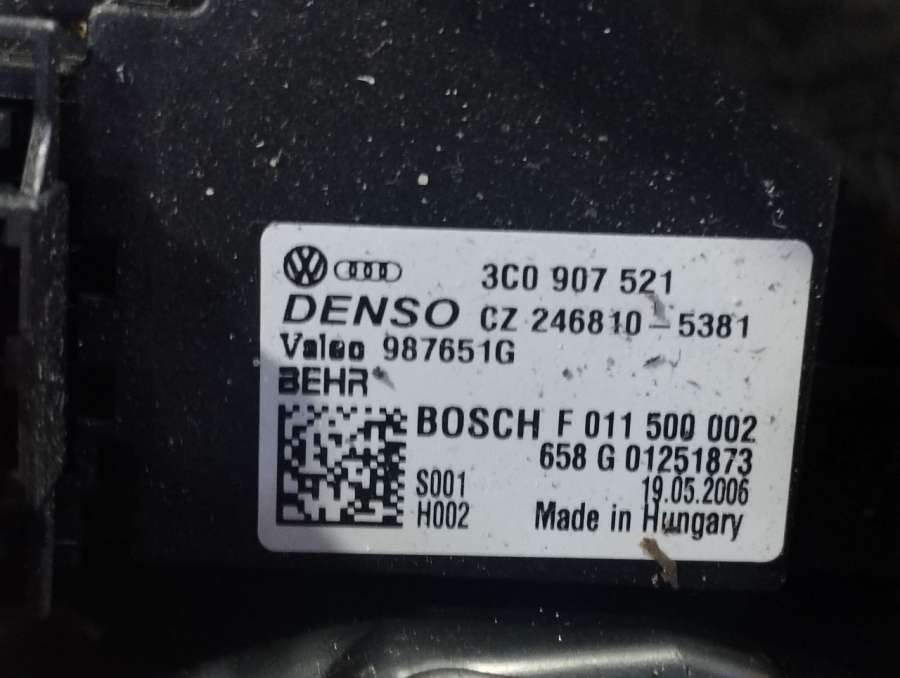 3C0 907 521
DENSO CZ 246810-5381
Valeo 987651G
BEHR
BOSCH F 011 500 002
658 G 01251873
S001 19.05.2006
H002 Made in Hungary